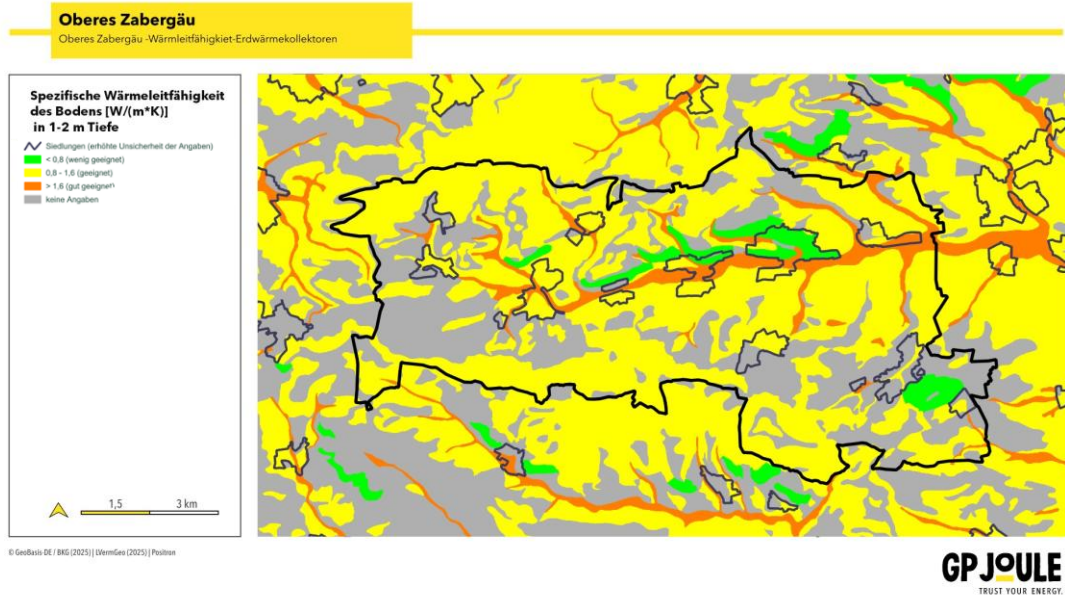 Oberes Zabergäu
Oberes Zabergäu -Wärmleitfähigkiet-Erdwärmekollektoren
Spezifische Wärmeleitfähigkeit
des Bodens [W/(m*K)]
in 1-2 m Tiefe
Siedlungen (erhöhte Unsicherheit der Angaben)
< 0,8 (wenig geeignet)
0,8 - 1,6 (geeignet)
> 1,6 (gut geeignet)
keine Angaben
1,5 3 km
© GeoBasis-DE / BKG (2025) | LVermGeo (2025) | Positron
GP JOULE
TRUST YOUR ENERGY.